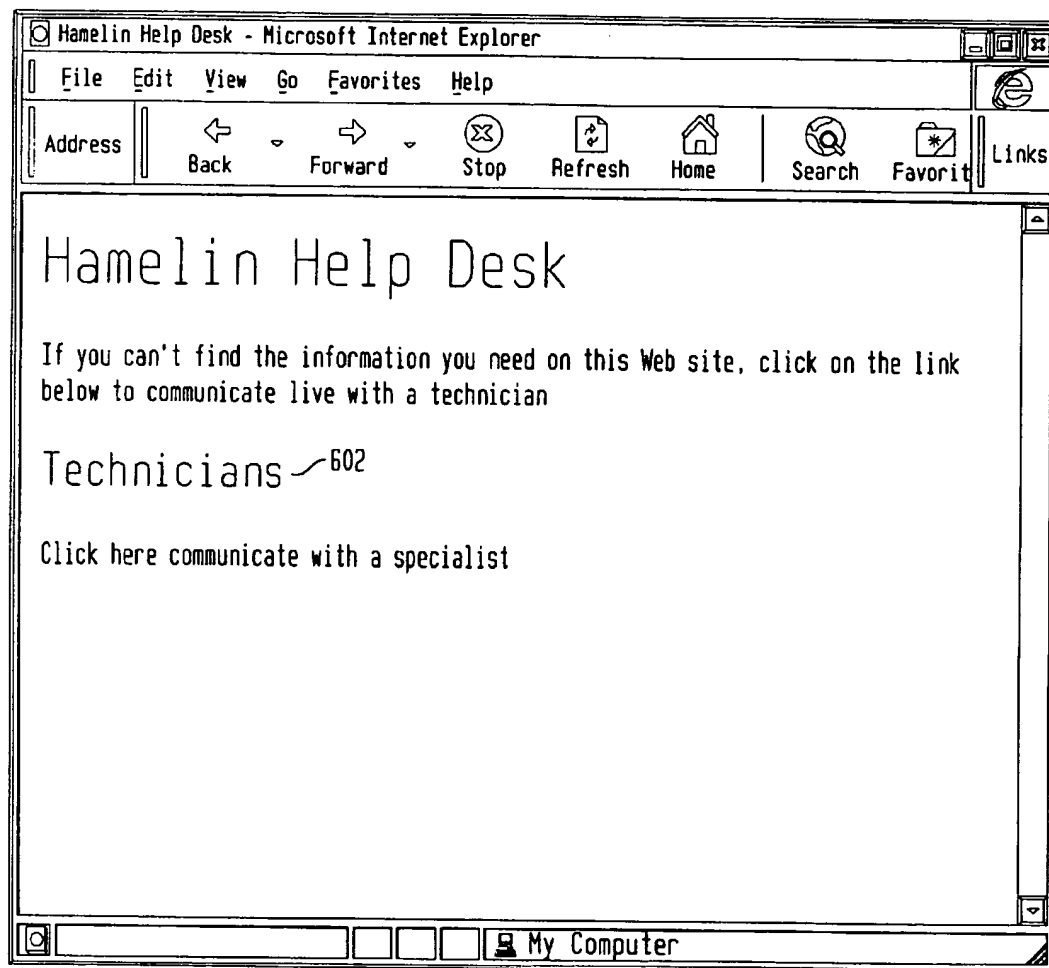 Hamelin Help Desk - Microsoft Internet Explorer
File Edit View Go Favorites Help
Address Back Forward Stop Refresh Home Search Favorit Links
Hamelin Help Desk
If you can't find the information you need on this Web site, click on the link
below to communicate live with a technician
Technicians 602
Click here communicate with a specialist
My Computer